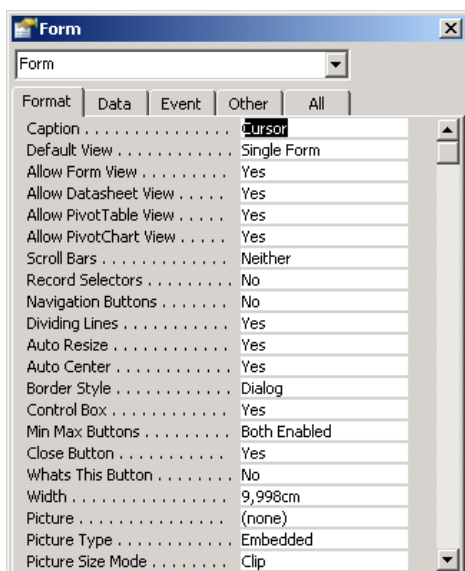 Form
Form
Format Data Event Other All
Caption . . . . . . . . . . . . . . . Cursor
Default View . . . . . . . . . . . . Single Form
Allow Form View . . . . . . . . . Yes
Allow Datasheet View . . . . . Yes
Allow PivotTable View . . . . . Yes
Allow PivotChart View . . . . . Yes
Scroll Bars . . . . . . . . . . . . . Neither
Record Selectors . . . . . . . . . No
Navigation Buttons . . . . . . . No
Dividing Lines . . . . . . . . . . . Yes
Auto Resize . . . . . . . . . . . . Yes
Auto Center . . . . . . . . . . . . Yes
Border Style . . . . . . . . . . . . Dialog
Control Box . . . . . . . . . . . . Yes
Min Max Buttons . . . . . . . . . Both Enabled
Close Button . . . . . . . . . . . Yes
Whats This Button . . . . . . . . No
Width . . . . . . . . . . . . . . . . 9,998cm
Picture . . . . . . . . . . . . . . . (none)
Picture Type . . . . . . . . . . . . Embedded
Picture Size Mode . . . . . . . . Clip